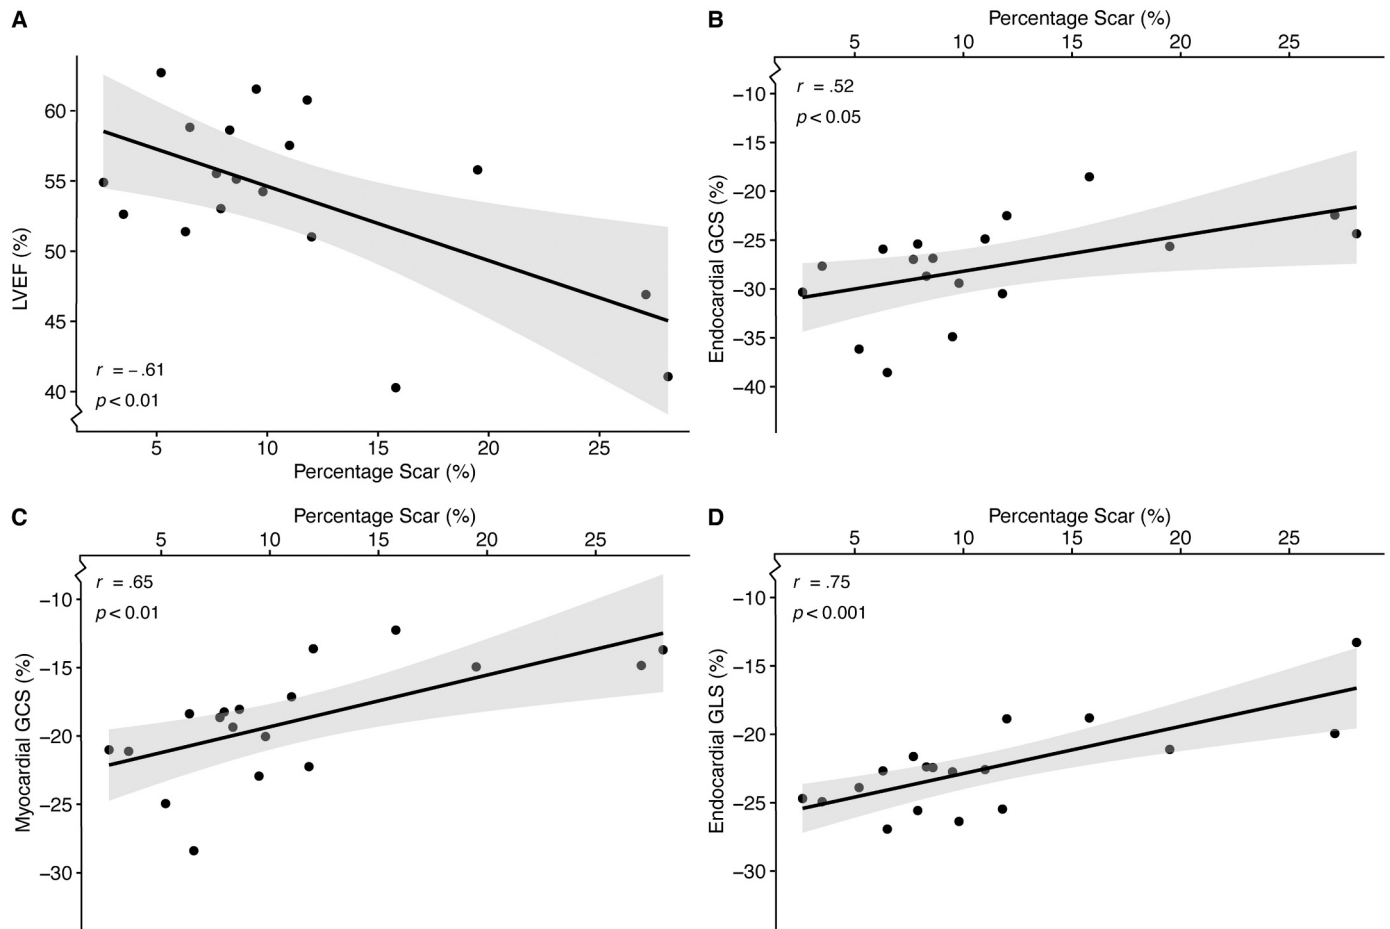 A
LVEF (%)
60
55
50
45
40
r = −.61
p < 0.01
5 10 15 20 25
Percentage Scar (%)
B
Percentage Scar (%)
5 10 15 20 25
Endocardial GCS (%)
−10
−15
−20
−25
−30
−35
−40
r = .52
p < 0.05
C
Percentage Scar (%)
5 10 15 20 25
Myocardial GCS (%)
−10
−15
−20
−25
−30
r = .65
p < 0.01
D
Percentage Scar (%)
5 10 15 20 25
Endocardial GLS (%)
−10
−15
−20
−25
−30
r = .75
p < 0.001